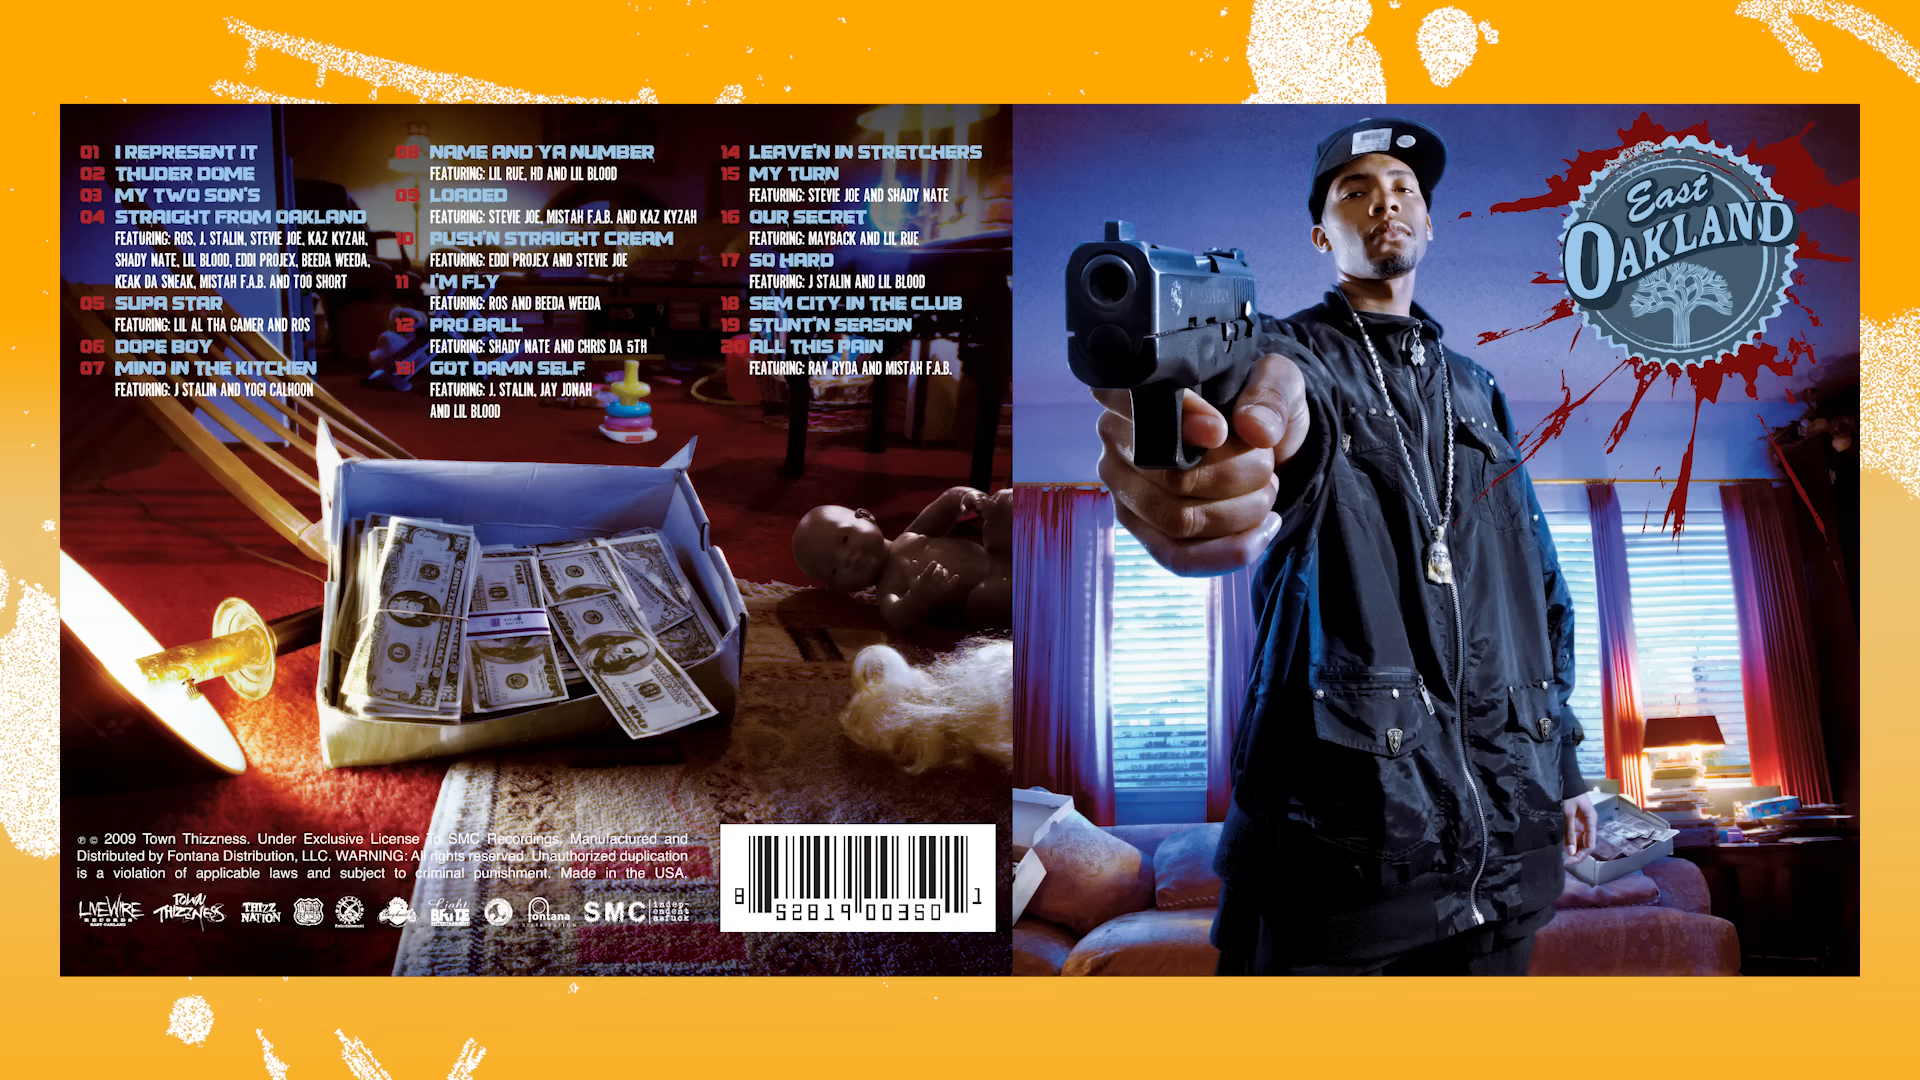 01 I REPRESENT IT
02 THUDER DOME
03 MY TWO SON'S
04 STRAIGHT FROM OAKLAND
FEATURING: ROS, J. STALIN, STEVIE JOE, KAZ KYZAH,
SHADY NATE, LIL BLOOD, EDDI PROJEX, BEEDA WEEDA,
KEAK DA SNEAK, MISTAH F.A.B. AND TOO SHORT
05 SUPA STAR
FEATURING: LIL AL THA GAMER AND ROS
06 DOPE BOY
07 MIND IN THE KITCHEN
FEATURING: J STALIN AND YOGI CALHOON
08 NAME AND YA NUMBER
FEATURING: LIL RUE, HD AND LIL BLOOD
09 LOADED
FEATURING: STEVIE JOE, MISTAH F.A.B. AND KAZ KYZAH
10 PUSH'N STRAIGHT CREAM
FEATURING: EDDI PROJEX AND STEVIE JOE
11 I'M FLY
FEATURING: ROS AND BEEDA WEEDA
12 PRO BALL
FEATURING: SHADY NATE AND CHRIS DA 5TH
13 GOT DAMN SELF
FEATURING: J. STALIN, JAY JONAH
AND LIL BLOOD
14 LEAVE'N IN STRETCHERS
15 MY TURN
FEATURING: STEVIE JOE AND SHADY NATE
16 OUR SECRET
FEATURING: MAYBACK AND LIL RUE
17 SO HARD
FEATURING: J STALIN AND LIL BLOOD
18 SEM CITY IN THE CLUB
19 STUNT'N SEASON
20 ALL THIS PAIN
FEATURING: RAY RYDA AND MISTAH F.A.B.
East
OAKLAND
℗ © 2009 Town Thizzness. Under Exclusive License To SMC Recordings. Manufactured and
Distributed by Fontana Distribution, LLC. WARNING: All rights reserved. Unauthorized duplication
is a violation of applicable laws and subject to criminal punishment. Made in the USA.
LIVEWIRE
RECORDS
EAST OAKLAND
TOWN
THIZZNESS
THIZZ
NATION
Light
BRITE
fontana
DISTRIBUTION
SMC indep-
endent
asfuck
8 52819 00350 1